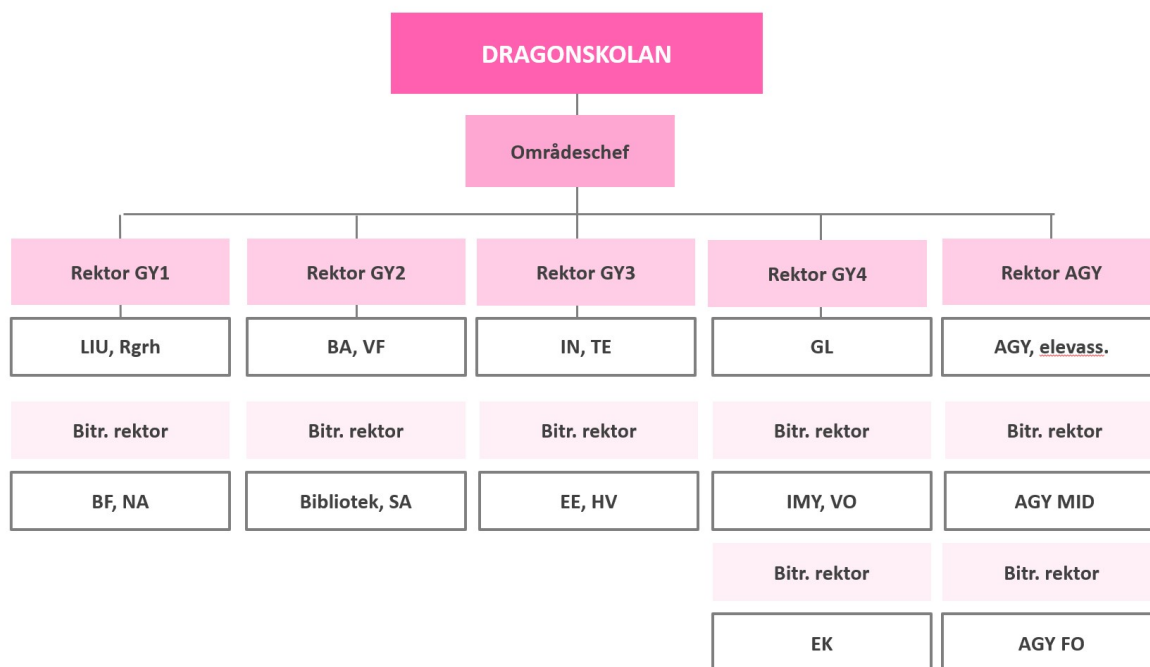 DRAGONSKOLAN
Områdeschef
Rektor GY1
Rektor GY2
Rektor GY3
Rektor GY4
Rektor AGY
LIU, Rgrh
BA, VF
IN, TE
GL
AGY, elevass.
Bitr. rektor
Bitr. rektor
Bitr. rektor
Bitr. rektor
Bitr. rektor
BF, NA
Bibliotek, SA
EE, HV
IMY, VO
AGY MID
Bitr. rektor
Bitr. rektor
EK
AGY FO